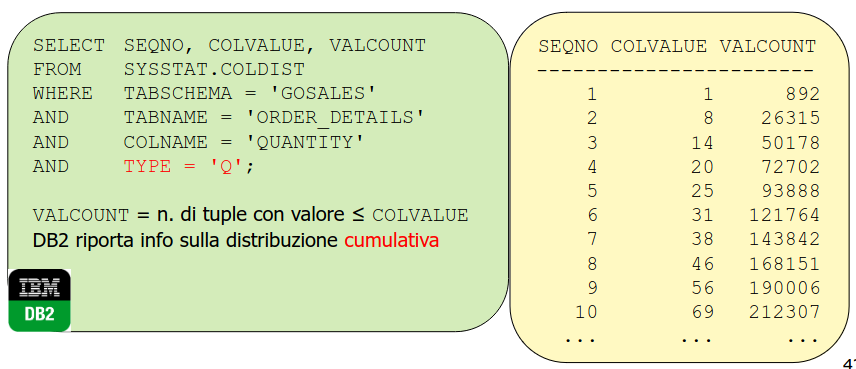 SELECT SEQNO, COLVALUE, VALCOUNT
FROM SYSSTAT.COLDIST
WHERE TABSCHEMA = 'GOSALES'
AND TABNAME = 'ORDER_DETAILS'
AND COLNAME = 'QUANTITY'
AND TYPE = 'Q';
VALCOUNT = n. di tuple con valore ≤ COLVALUE
DB2 riporta info sulla distribuzione cumulativa
IBM
DB2
SEQNO COLVALUE VALCOUNT
-----------------------
1 1 892
2 8 26315
3 14 50178
4 20 72702
5 25 93888
6 31 121764
7 38 143842
8 46 168151
9 56 190006
10 69 212307
... ... ...